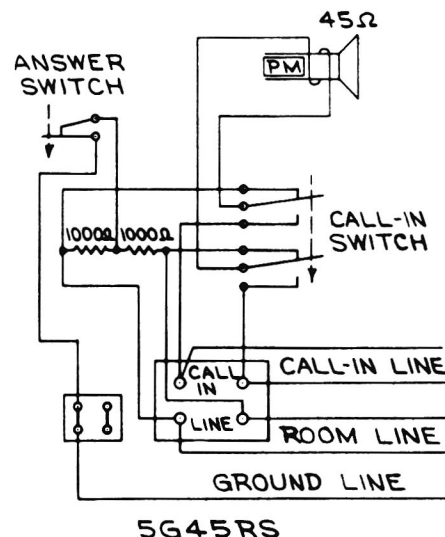 45Ω
PM
ANSWER
SWITCH
1000Ω 1000Ω
CALL-IN
SWITCH
CALL
IN
CALL-IN LINE
LINE
ROOM LINE
GROUND LINE
5G45RS